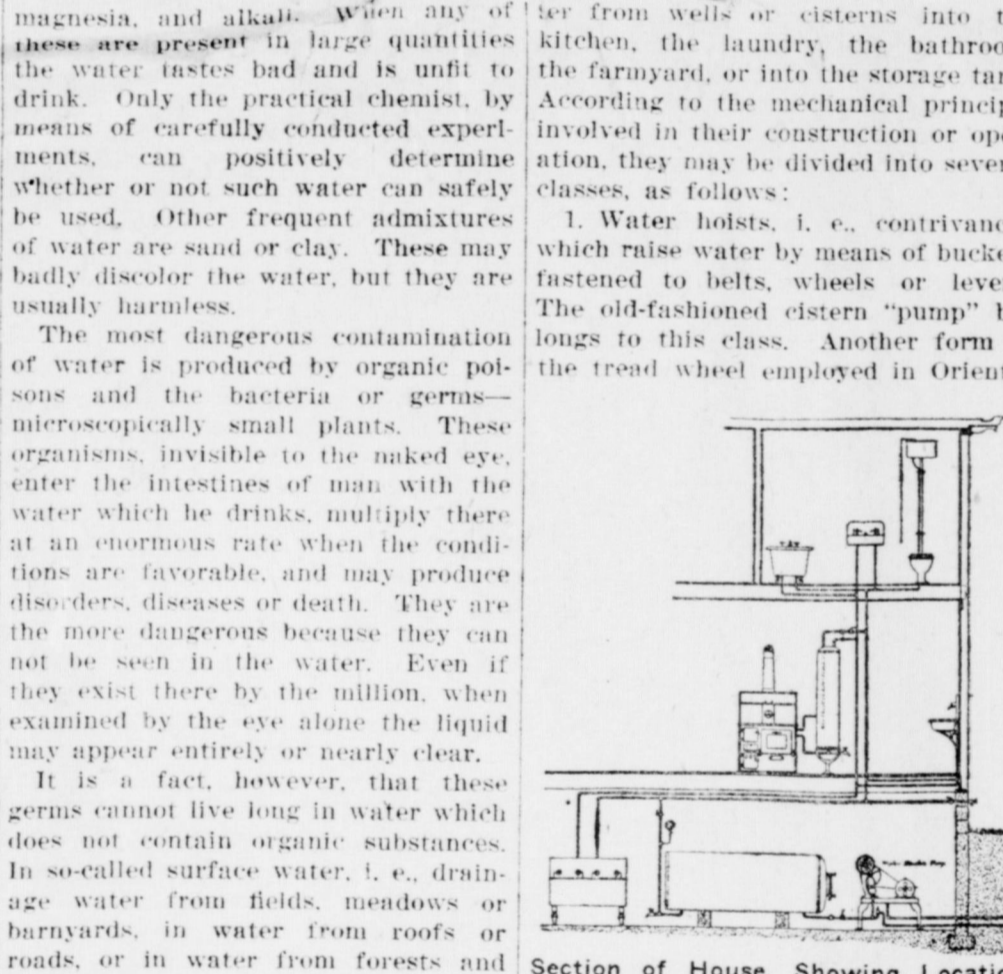 magnesia, and alkali. When any of
these are present in large quantities
the water tastes bad and is unfit to
drink. Only the practical chemist, by
means of carefully conducted experi-
ments, can positively determine
whether or not such water can safely
be used. Other frequent admixtures
of water are sand or clay. These may
badly discolor the water, but they are
usually harmless.
The most dangerous contamination
of water is produced by organic poi-
sons and the bacteria or germs—
microscopically small plants. These
organisms, invisible to the naked eye,
enter the intestines of man with the
water which he drinks, multiply there
at an enormous rate when the condi-
tions are favorable, and may produce
disorders, diseases or death. They are
the more dangerous because they can
not be seen in the water. Even if
they exist there by the million, when
examined by the eye alone the liquid
may appear entirely or nearly clear.
It is a fact, however, that these
germs cannot live long in water which
does not contain organic substances.
In so-called surface water, i. e., drain-
age water from fields, meadows or
barnyards, in water from roofs or
roads, or in water from forests and
ter from wells or cisterns into
kitchen, the laundry, the bathroo
the farmyard, or into the storage tan
According to the mechanical princip
involved in their construction or ope
ation, they may be divided into sever
classes, as follows:
1. Water hoists, i. e., contrivanc
which raise water by means of bucke
fastened to belts, wheels or leve
The old-fashioned cistern "pump" b
longs to this class. Another form
the tread wheel employed in Orient
Section of House, Showing Locatio